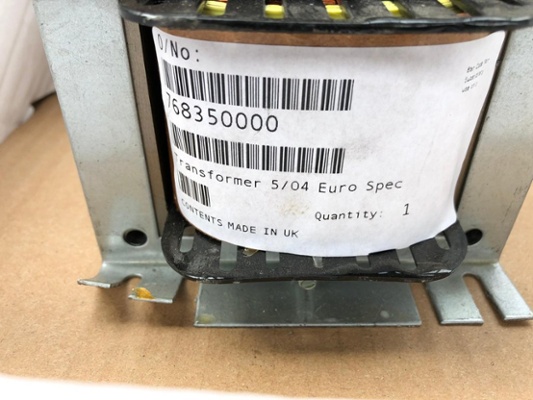 O/No:
768350000
Transformer 5/04 Euro Spec
Quantity: 1
CONTENTS MADE IN UK